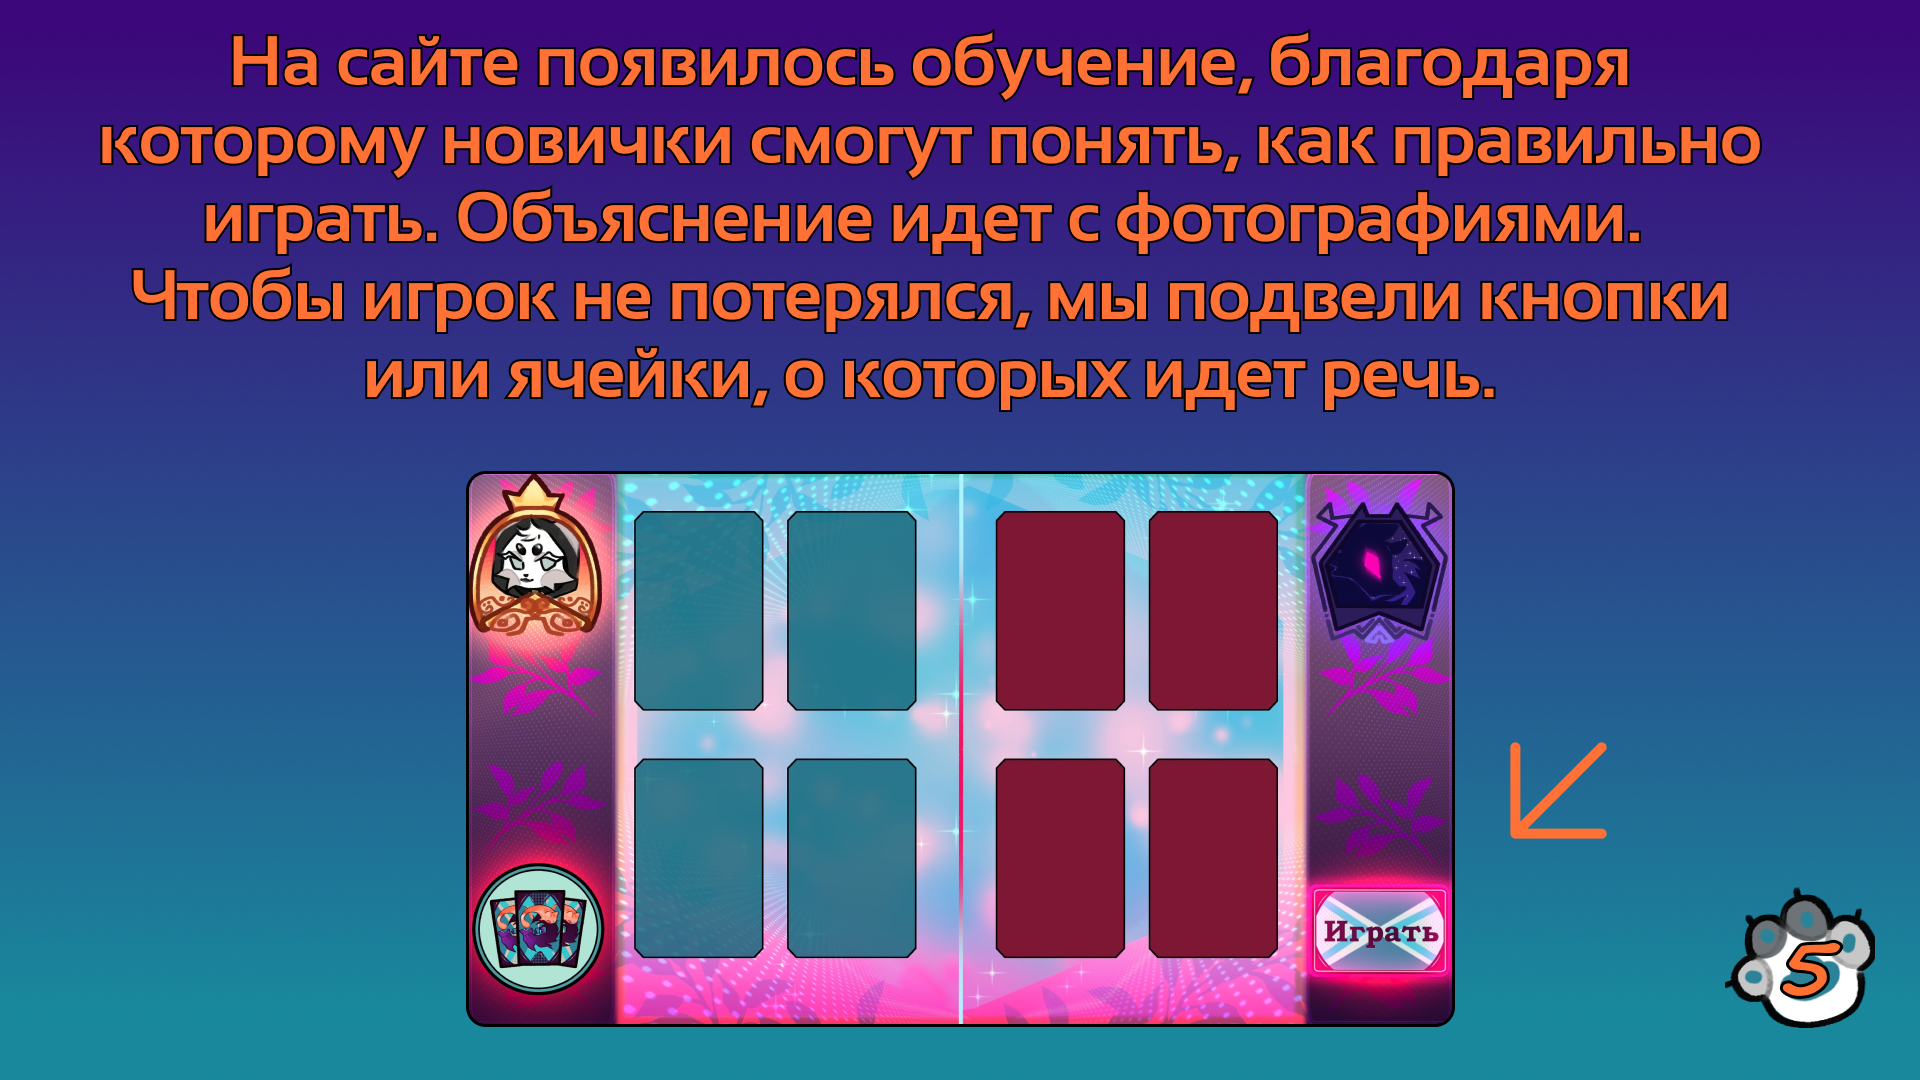 На сайте появилось обучение, благодаря
которому новички смогут понять, как правильно
играть. Объяснение идет с фотографиями.
Чтобы игрок не потерялся, мы подвели кнопки
или ячейки, о которых идет речь.
Играть
5